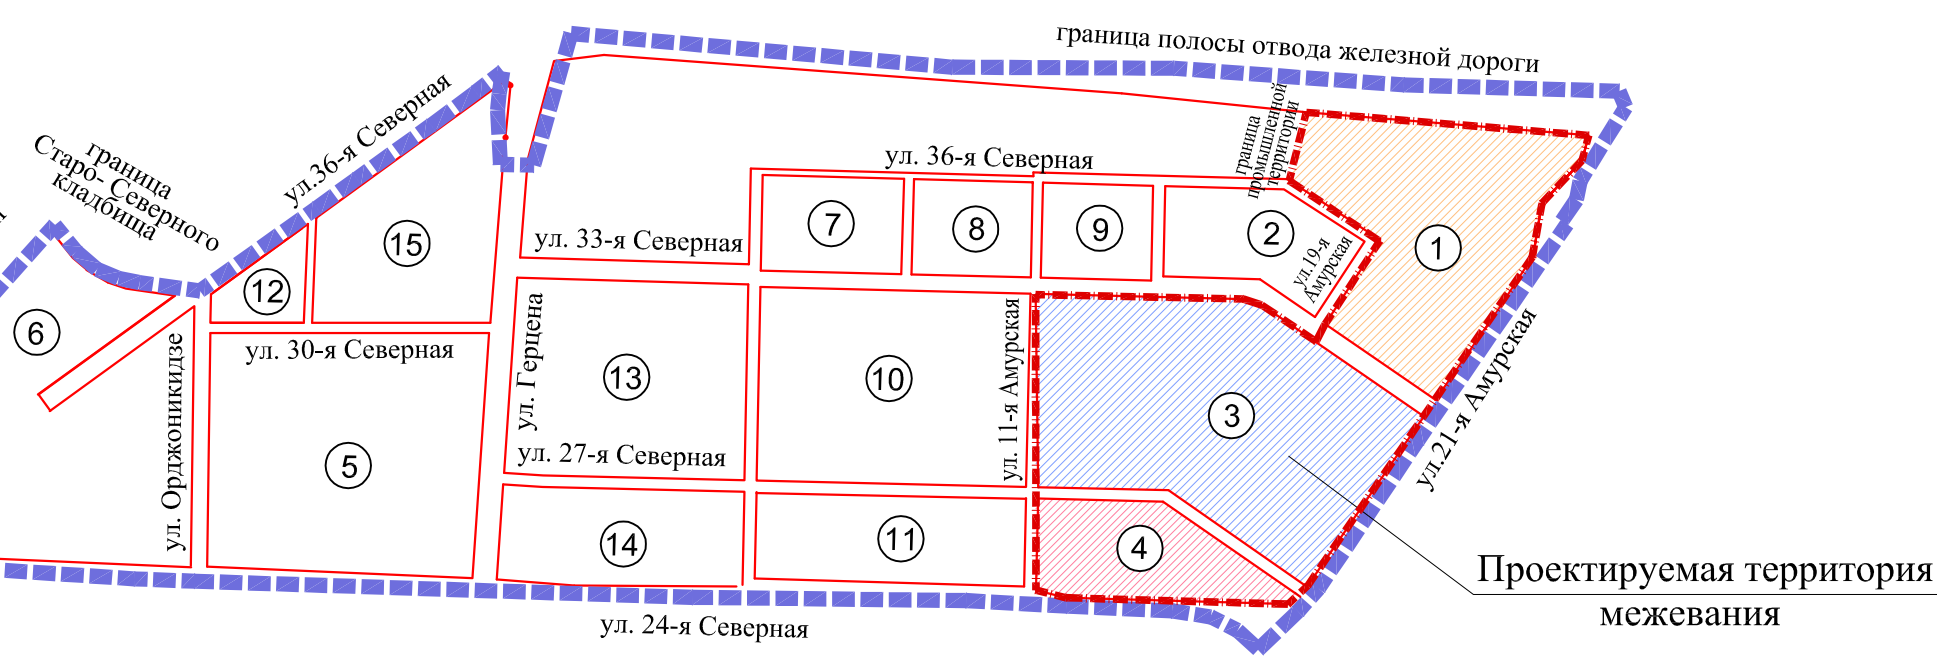 граница полосы отвода железной дороги
ул.36-я Северная
граница
Старо- Северного
кладбища
граница
промышленной
территории
ул. 36-я Северная
ул. 33-я Северная
7
8
9
2
1
15
12
6
ул.19-я
Амурская
ул. 30-я Северная
ул. Орджоникидзе
ул. Герцена
13
10
ул. 11-я Амурская
3
ул.21-я Амурская
5
ул. 27-я Северная
14
11
4
Проектируемая территория
межевания
ул. 24-я Северная